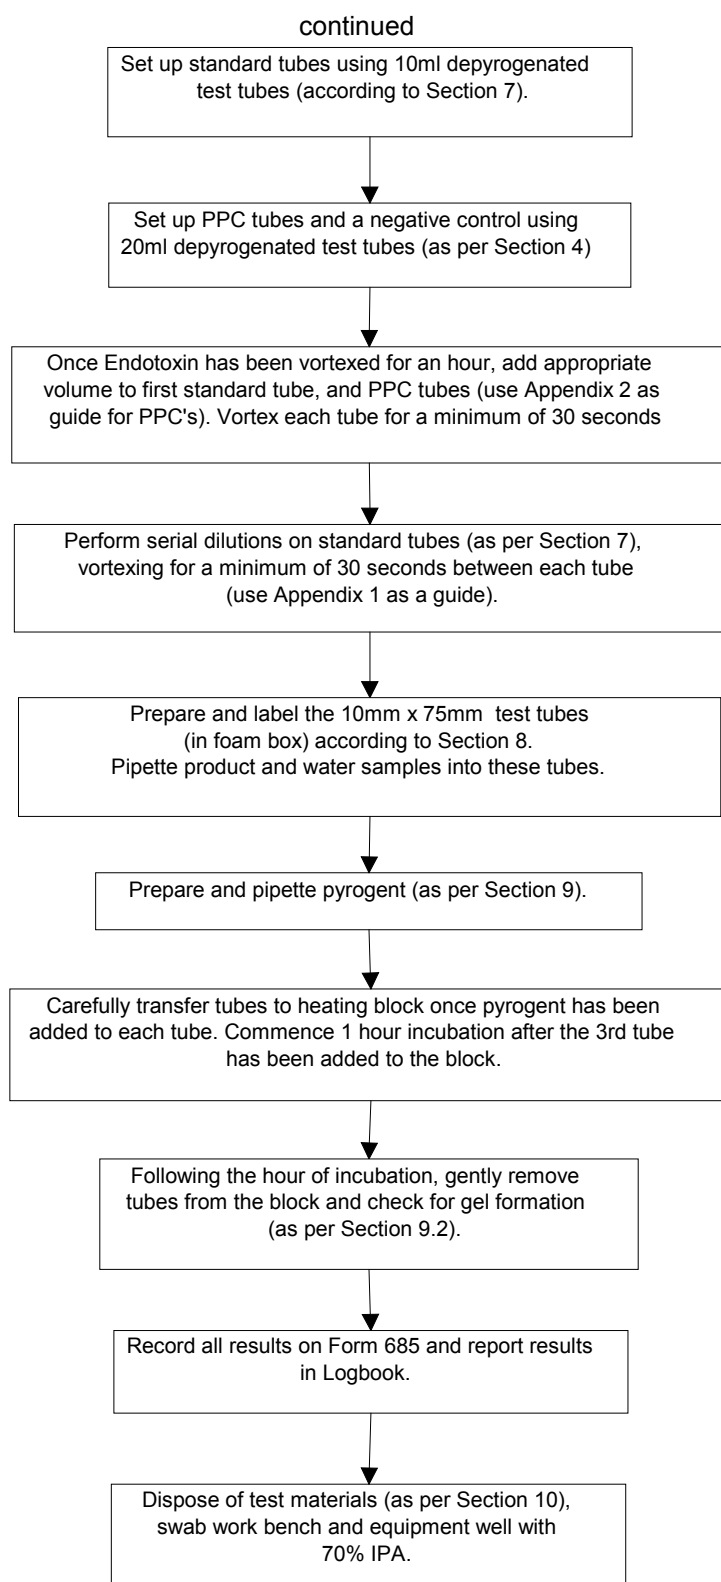 continued
Set up standard tubes using 10ml depyrogenated
test tubes (according to Section 7).
Set up PPC tubes and a negative control using
20ml depyrogenated test tubes (as per Section 4)
Once Endotoxin has been vortexed for an hour, add appropriate
volume to first standard tube, and PPC tubes (use Appendix 2 as
guide for PPC's). Vortex each tube for a minimum of 30 seconds
Perform serial dilutions on standard tubes (as per Section 7),
vortexing for a minimum of 30 seconds between each tube
(use Appendix 1 as a guide).
Prepare and label the 10mm x 75mm test tubes
(in foam box) according to Section 8.
Pipette product and water samples into these tubes.
Prepare and pipette pyrogent (as per Section 9).
Carefully transfer tubes to heating block once pyrogent has been
added to each tube. Commence 1 hour incubation after the 3rd tube
has been added to the block.
Following the hour of incubation, gently remove
tubes from the block and check for gel formation
(as per Section 9.2).
Record all results on Form 685 and report results
in Logbook.
Dispose of test materials (as per Section 10),
swab work bench and equipment well with
70% IPA.